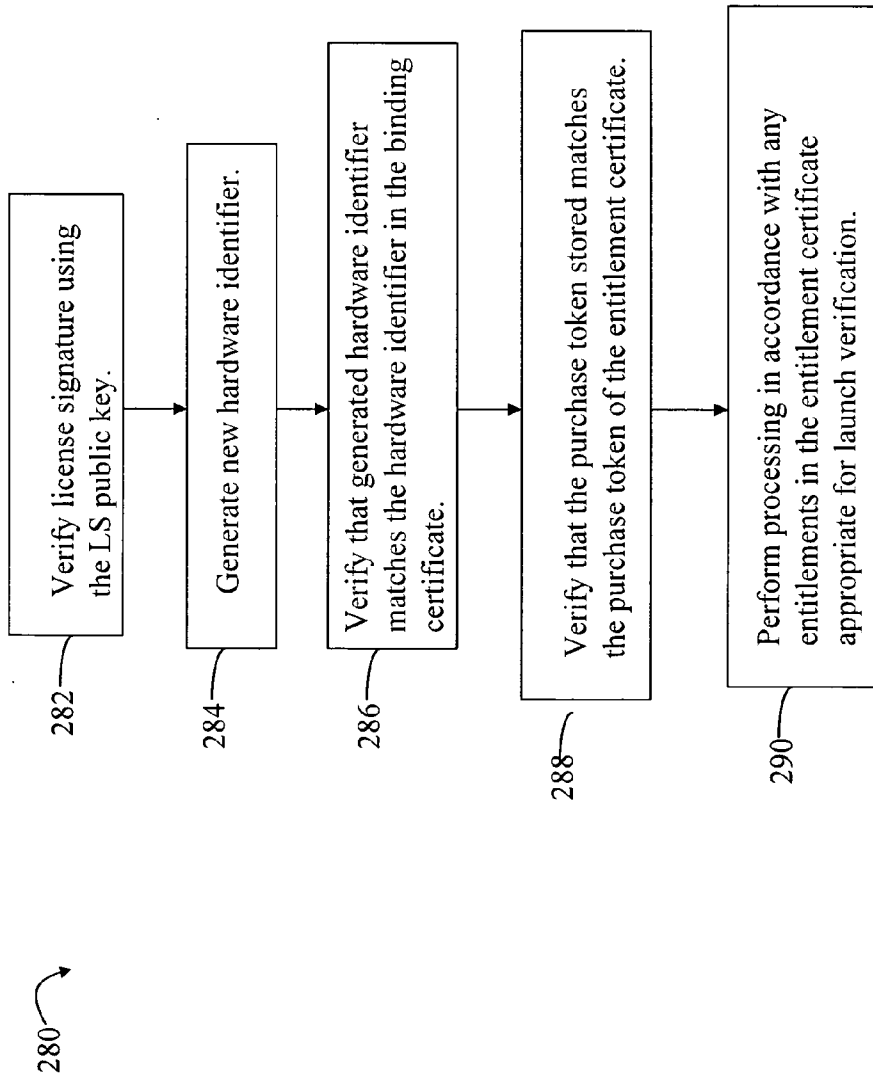 280
282
Verify license signature using
the LS public key.
284
Generate new hardware identifier.
286
Verify that generated hardware identifier
matches the hardware identifier in the binding
certificate.
288
Verify that the purchase token stored matches
the purchase token of the entitlement certificate.
290
Perform processing in accordance with any
entitlements in the entitlement certificate
appropriate for launch verification.